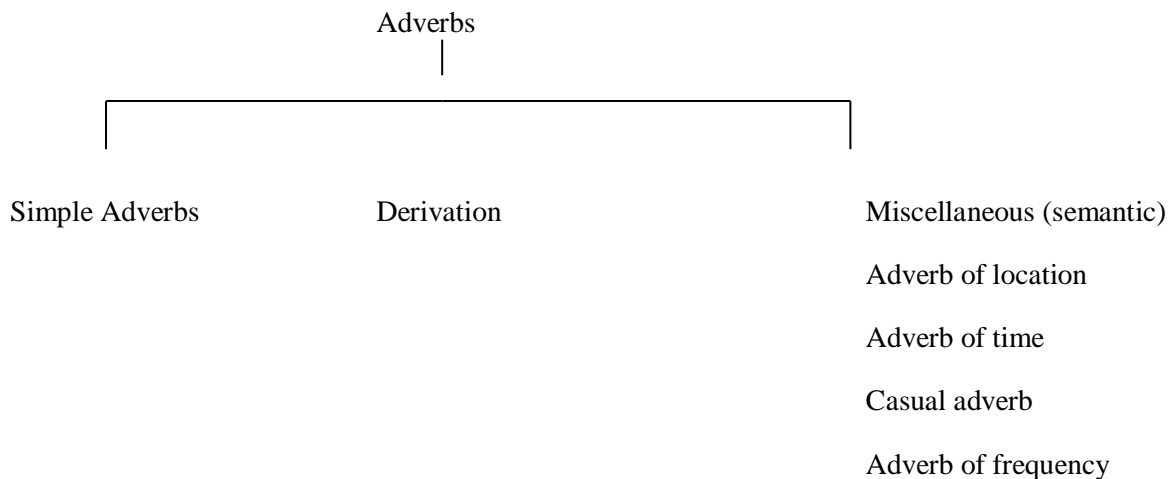 Adverbs
Simple Adverbs Derivation Miscellaneous (semantic)
Adverb of location
Adverb of time
Casual adverb
Adverb of frequency